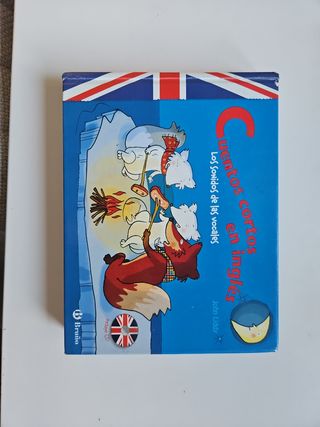 Cuentos cortos
en inglés
Los sonidos de las vocales
Bruño